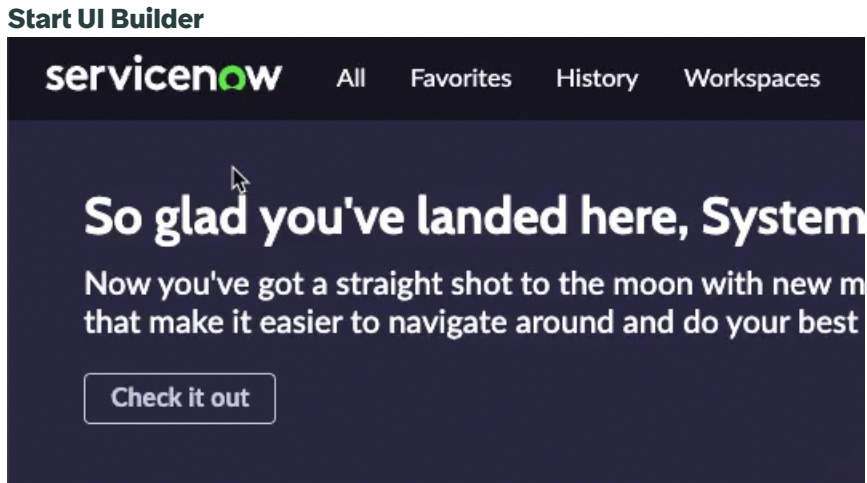 Start UI Builder
servicenow All Favorites History Workspaces
So glad you've landed here, System
Now you've got a straight shot to the moon with new m
that make it easier to navigate around and do your best
Check it out